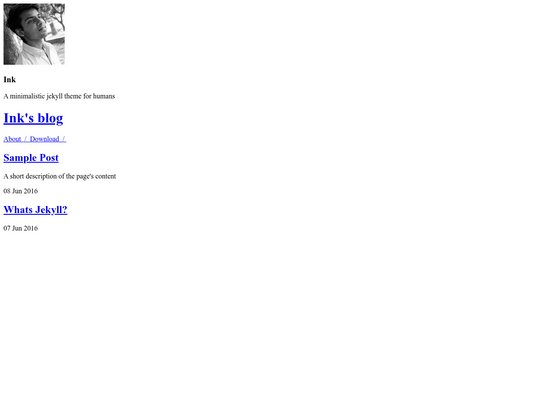 Ink
A minimalistic jekyll theme for humans
Ink's blog
About / Download /
Sample Post
A short description of the page's content
08 Jun 2016
Whats Jekyll?
07 Jun 2016